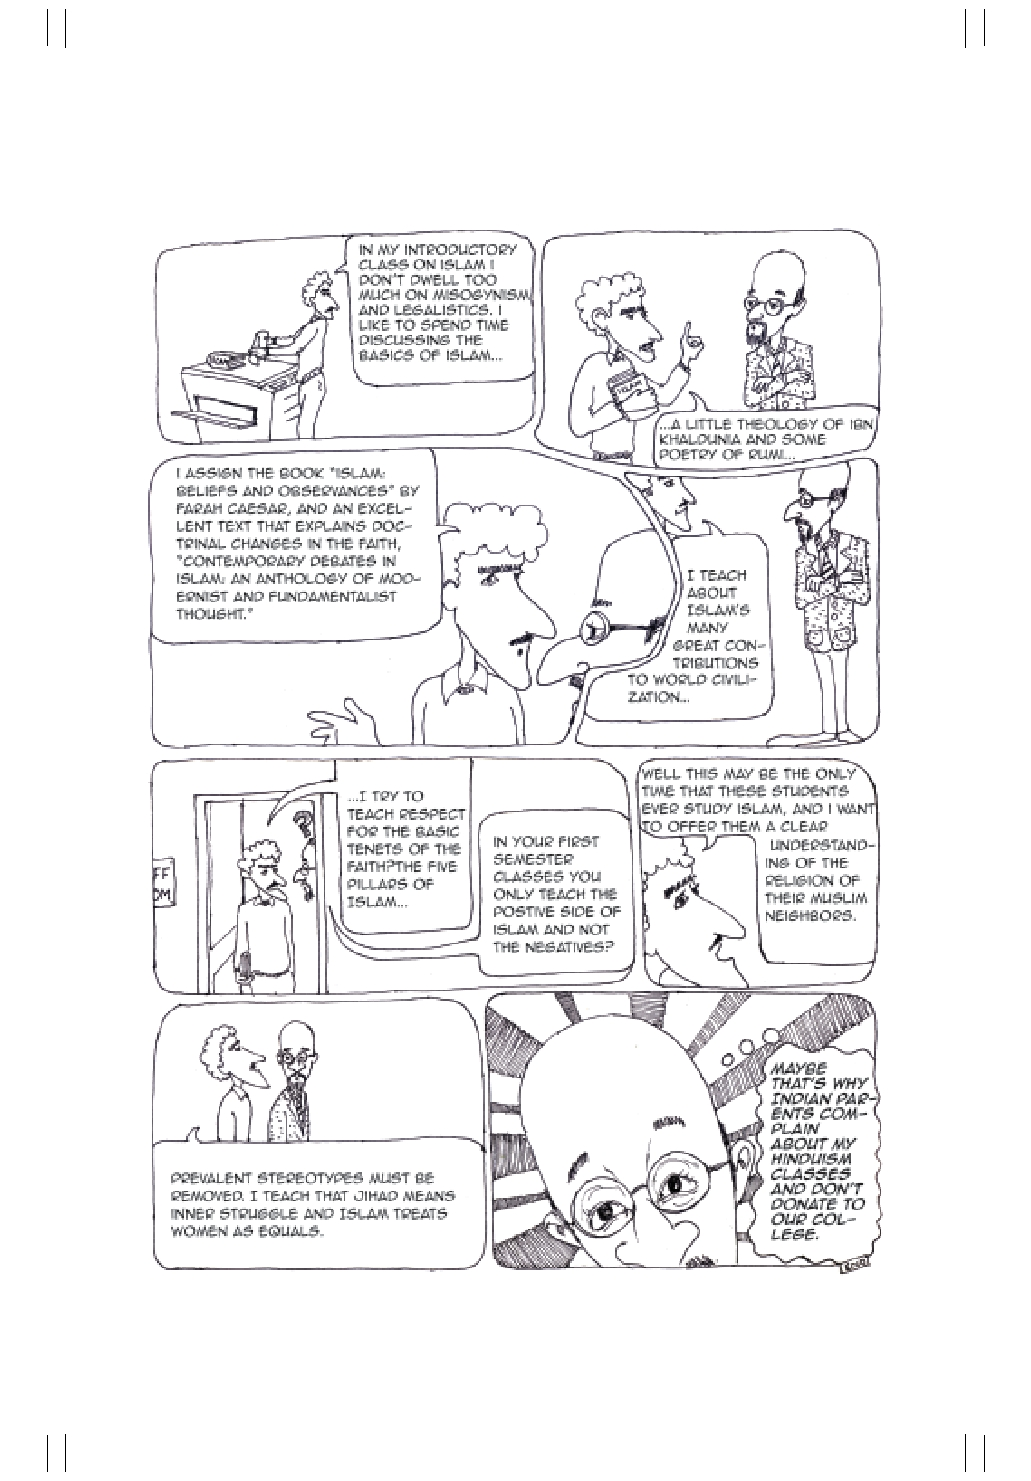 IN MY INTRODUCTORY
CLASS ON ISLAM I
DON'T DWELL TOO
MUCH ON MISOGYNISM
AND LEGALISTICS. I
LIKE TO SPEND TIME
DISCUSSING THE
BASICS OF ISLAM...
ISLAM
...A LITTLE THEOLOGY OF IBN
KHALDUNIA AND SOME
POETRY OF RUMI...
I ASSIGN THE BOOK "ISLAM:
BELIEFS AND OBSERVANCES" BY
FARAH CAESAR, AND AN EXCEL-
LENT TEXT THAT EXPLAINS DOC-
TRINAL CHANGES IN THE FAITH,
"CONTEMPORARY DEBATES IN
ISLAM: AN ANTHOLOGY OF MOD-
ERNIST AND FUNDAMENTALIST
THOUGHT."
I TEACH
ABOUT
ISLAM'S
MANY
GREAT CON-
TRIBUTIONS
TO WORLD CIVILI-
ZATION...
FF
OM
...I TRY TO
TEACH RESPECT
FOR THE BASIC
TENETS OF THE
FAITH?THE FIVE
PILLARS OF
ISLAM...
IN YOUR FIRST
SEMESTER
CLASSES YOU
ONLY TEACH THE
POSTIVE SIDE OF
ISLAM AND NOT
THE NEGATIVES?
WELL THIS MAY BE THE ONLY
TIME THAT THESE STUDENTS
EVER STUDY ISLAM, AND I WANT
TO OFFER THEM A CLEAR
UNDERSTAND-
ING OF THE
RELIGION OF
THEIR MUSLIM
NEIGHBORS.
PREVALENT STEREOTYPES MUST BE
REMOVED. I TEACH THAT JIHAD MEANS
INNER STRUGGLE AND ISLAM TREATS
WOMEN AS EQUALS.
MAYBE
THAT'S WHY
INDIAN PAR-
ENTS COM-
PLAIN
ABOUT MY
HINDUISM
CLASSES
AND DON'T
DONATE TO
OUR COL-
LEGE.